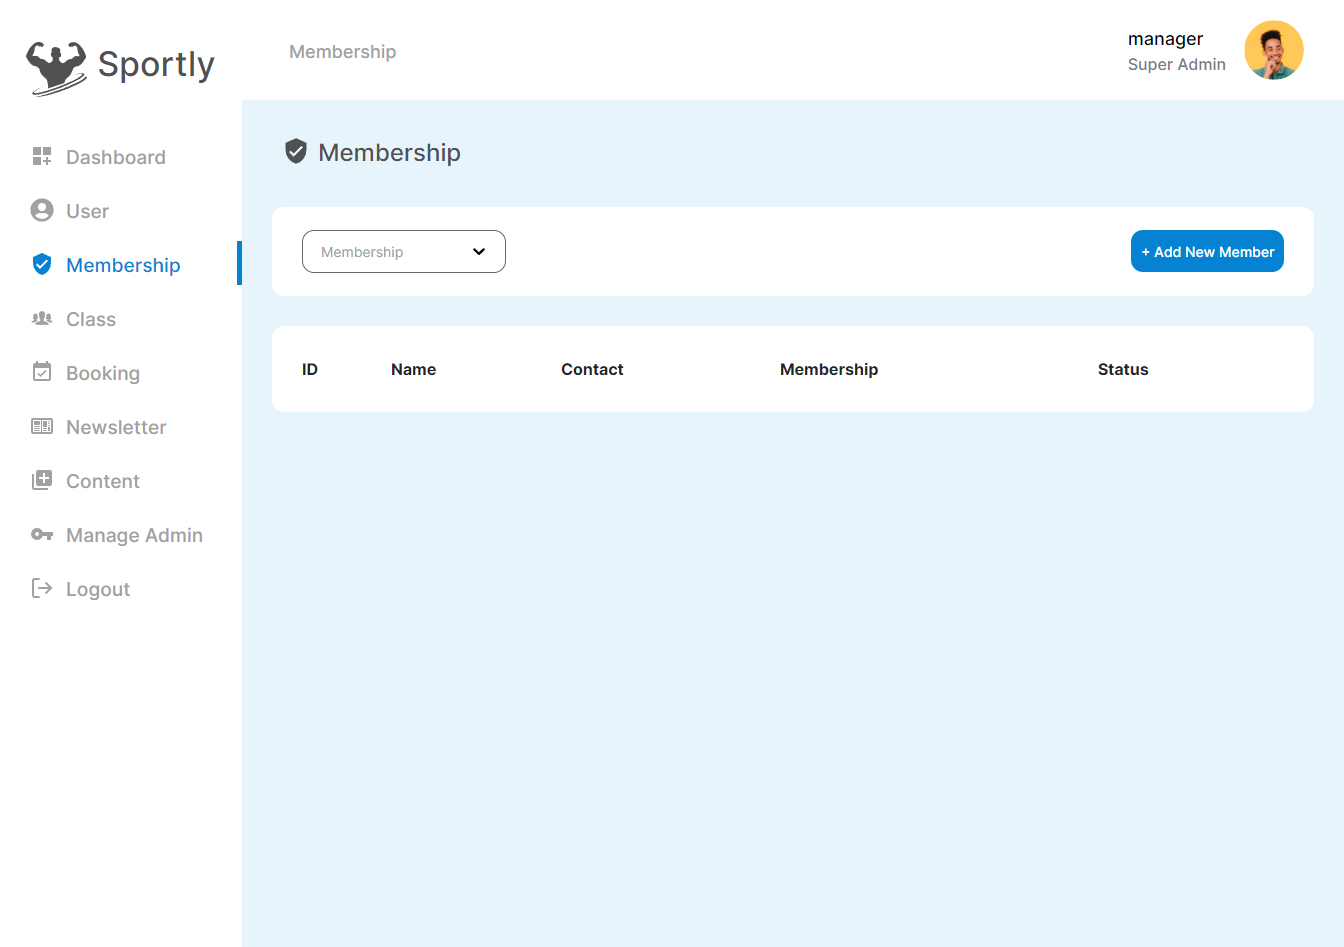 Sportly
Membership
manager
Super Admin
Dashboard
User
Membership
Class
Booking
Newsletter
Content
Manage Admin
Logout
Membership
Membership
+ Add New Member
ID Name Contact Membership Status